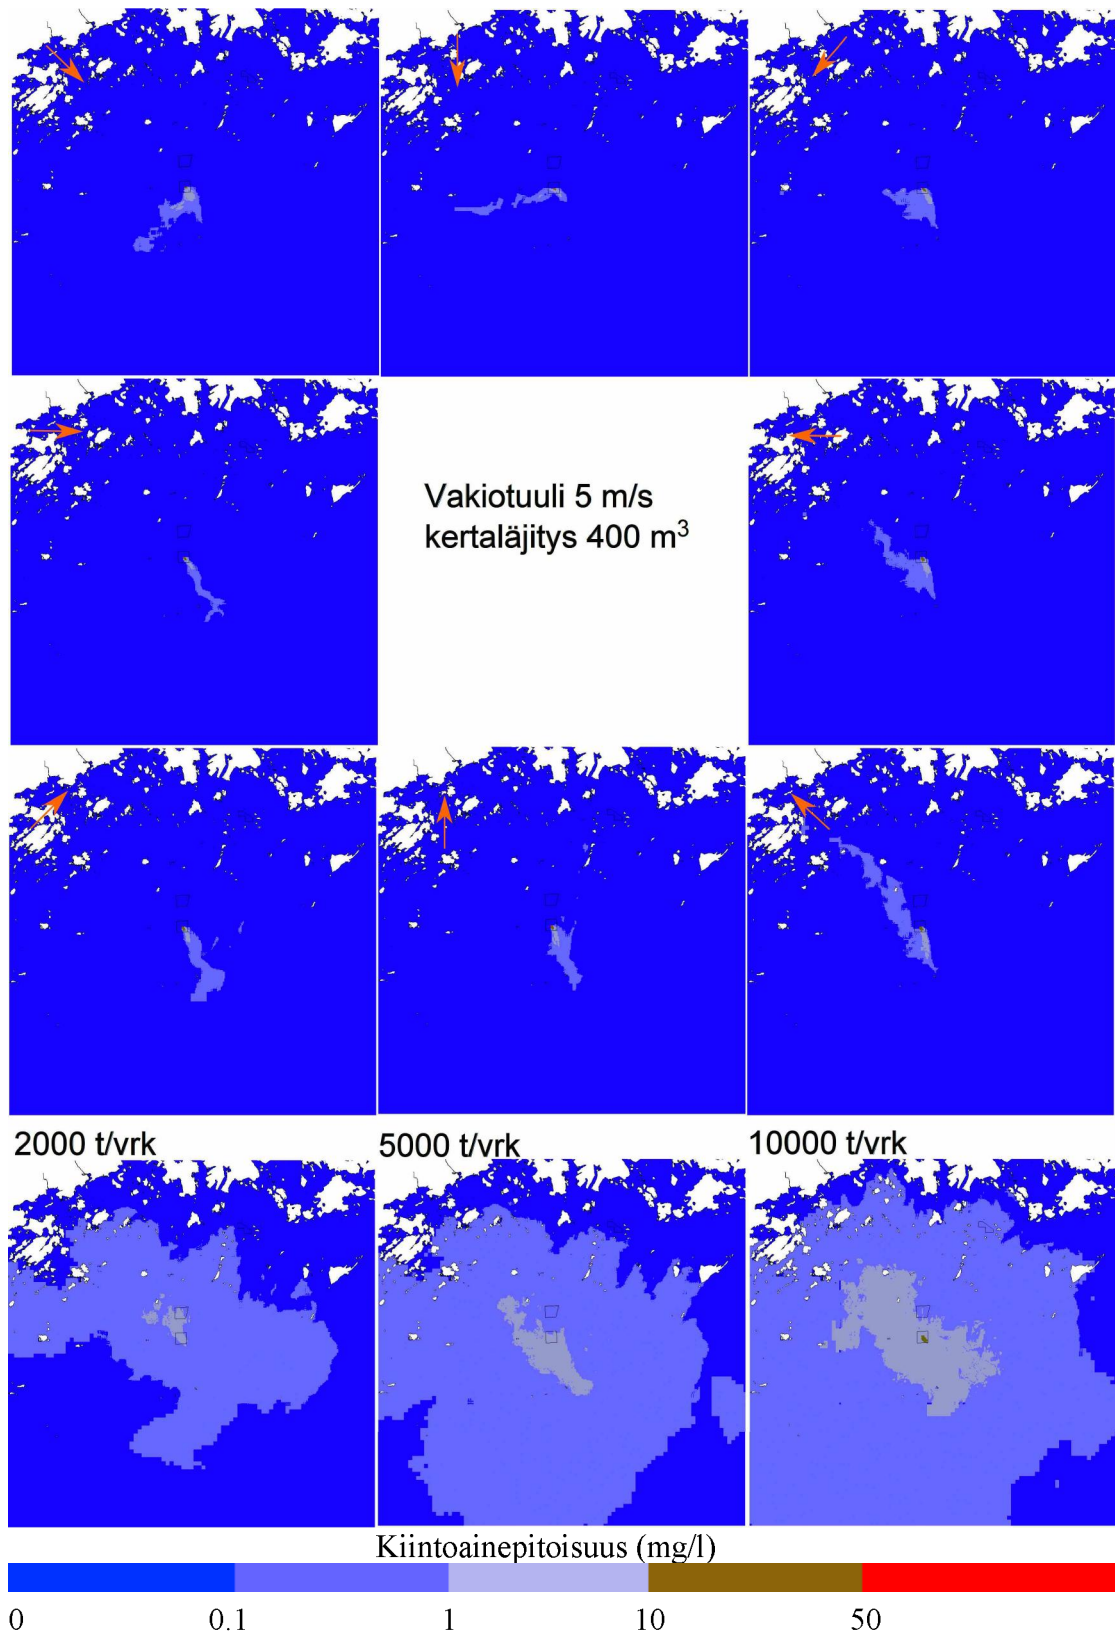 Vakiotuuli 5 m/s
kertaläjitys 400 m³
2000 t/vrk 5000 t/vrk 10000 t/vrk
Kiintoainepitoisuus (mg/l)
0 0.1 1 10 50